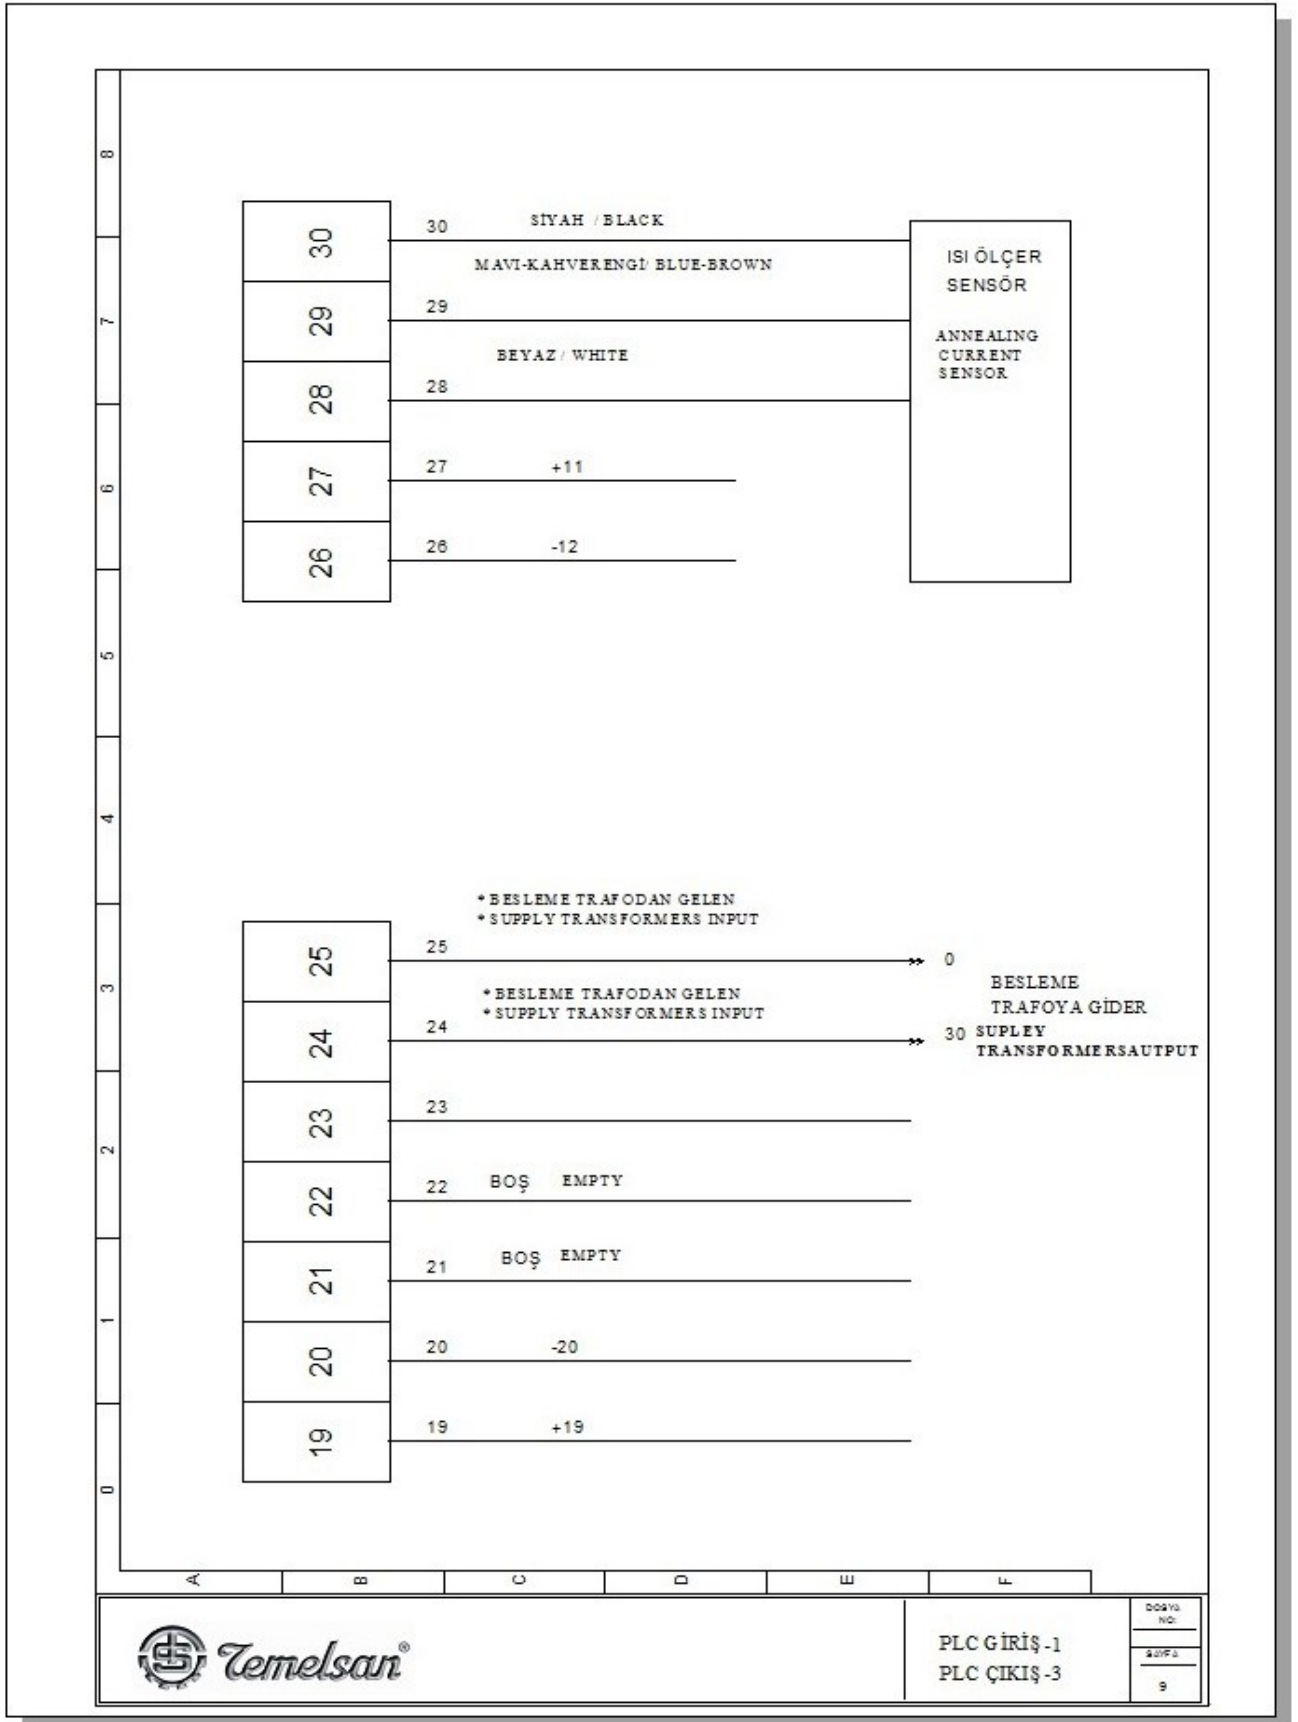 8
30
30
SİYAH / BLACK
MAVI-KAHVERENGİ/ BLUE-BROWN
ISI ÖLÇER
SENSÖR
ANNEALING
CURRENT
SENSOR
7
29
29
BEYAZ / WHITE
28
28
6
27
27
+11
26
26
-12
5
4
* BESLEME TRAFODAN GELEN
* SUPPLY TRANSFORMERS INPUT
25
25
0
3
* BESLEME TRAFODAN GELEN
* SUPPLY TRANSFORMERS INPUT
BESLEME
TRAFOYA GİDER
24
24
30
SUPLEY
TRANSFORMERSAUTPUT
23
23
2
22
22
BOŞ EMPTY
21
21
BOŞ EMPTY
1
20
20
-20
19
19
+19
0
A B C D E F
Temelsan®
PLC GİRİŞ -1
PLC ÇIKIŞ -3
DOSYA
NO:
SAYFA
9